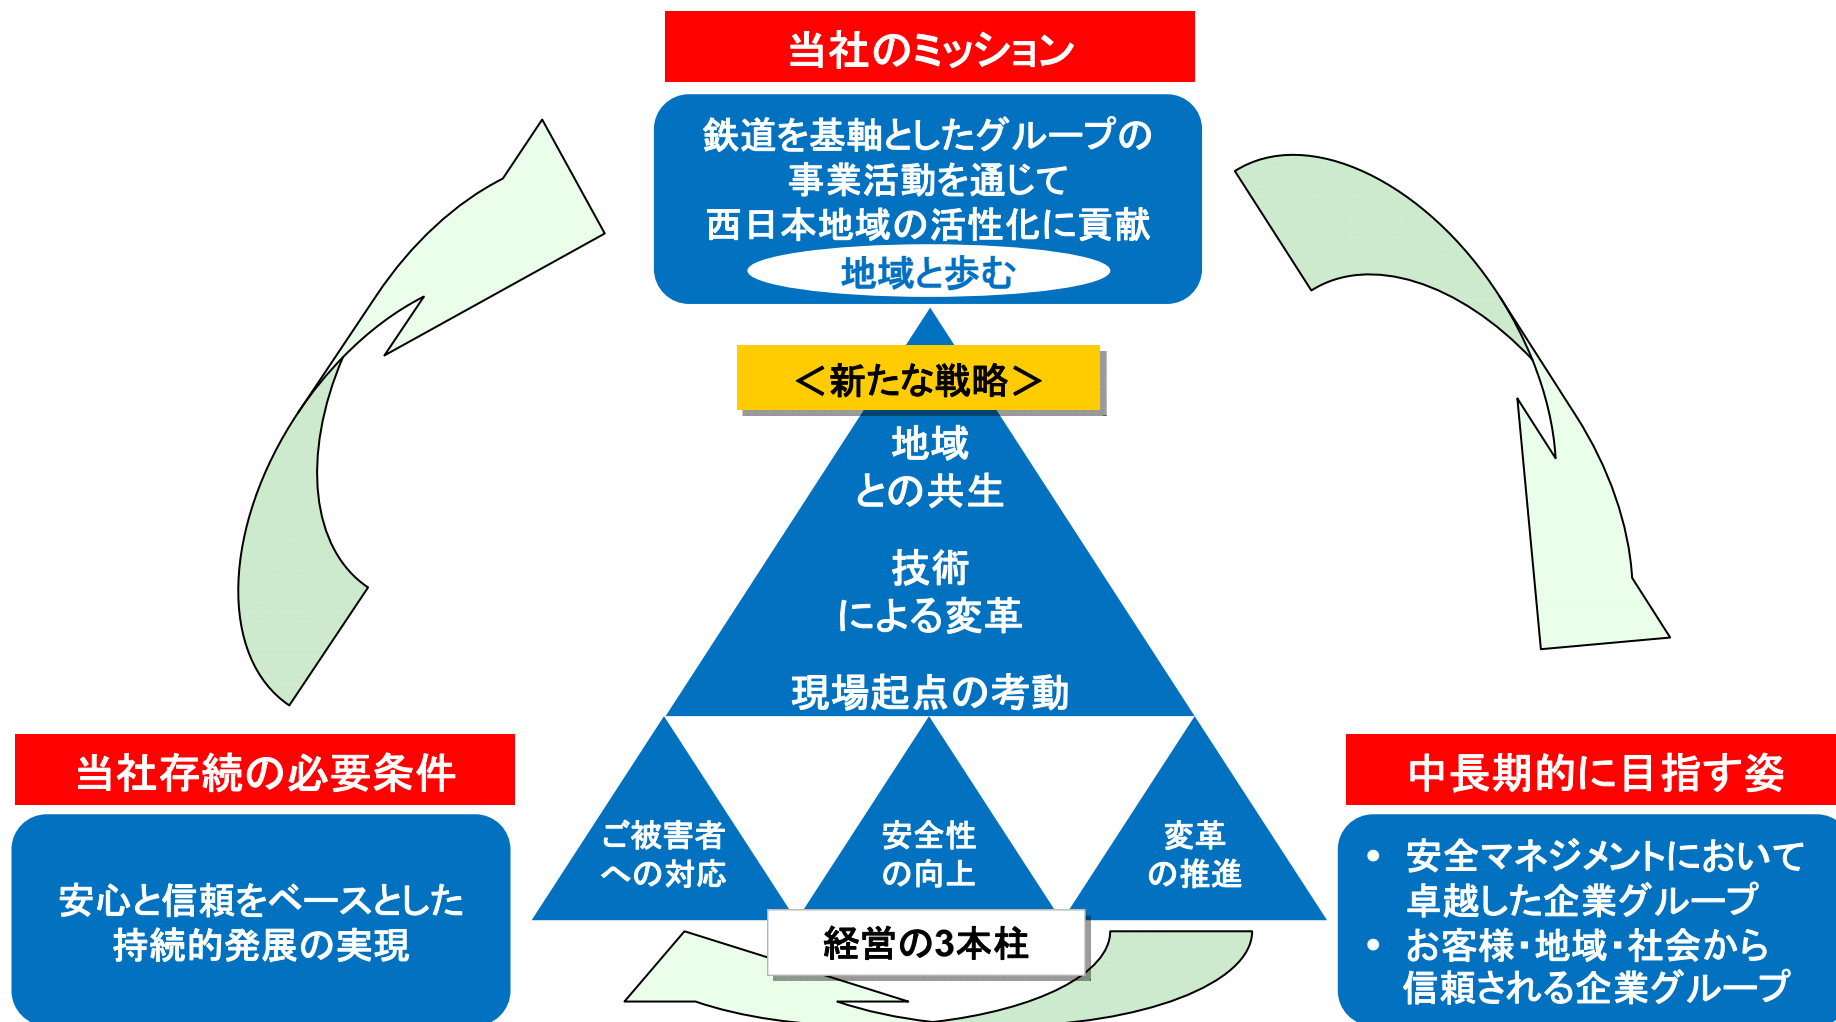 当社のミッション
鉄道を基軸としたグループの
事業活動を通じて
西日本地域の活性化に貢献
地域と歩む
＜新たな戦略＞
地域
との共生
技術
による変革
現場起点の考動
ご被害者
への対応
安全性
の向上
変革
の推進
経営の3本柱
当社存続の必要条件
安心と信頼をベースとした
持続的発展の実現
中長期的に目指す姿
• 安全マネジメントにおいて
卓越した企業グループ
• お客様・地域・社会から
信頼される企業グループ